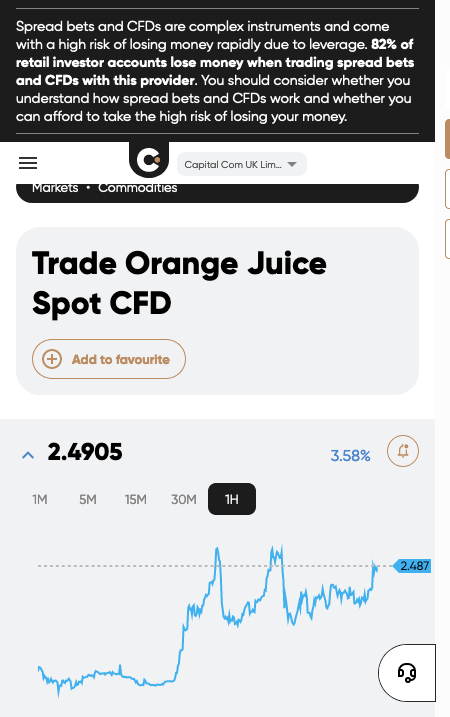 Spread bets and CFDs are complex instruments and come
with a high risk of losing money rapidly due to leverage. 82% of
retail investor accounts lose money when trading spread bets
and CFDs with this provider. You should consider whether you
understand how spread bets and CFDs work and whether you
can afford to take the high risk of losing your money.
Capital Com UK Lim...
Markets • Commodities
Trade Orange Juice
Spot CFD
Add to favourite
2.4905
3.58%
1M 5M 15M 30M 1H
2.487